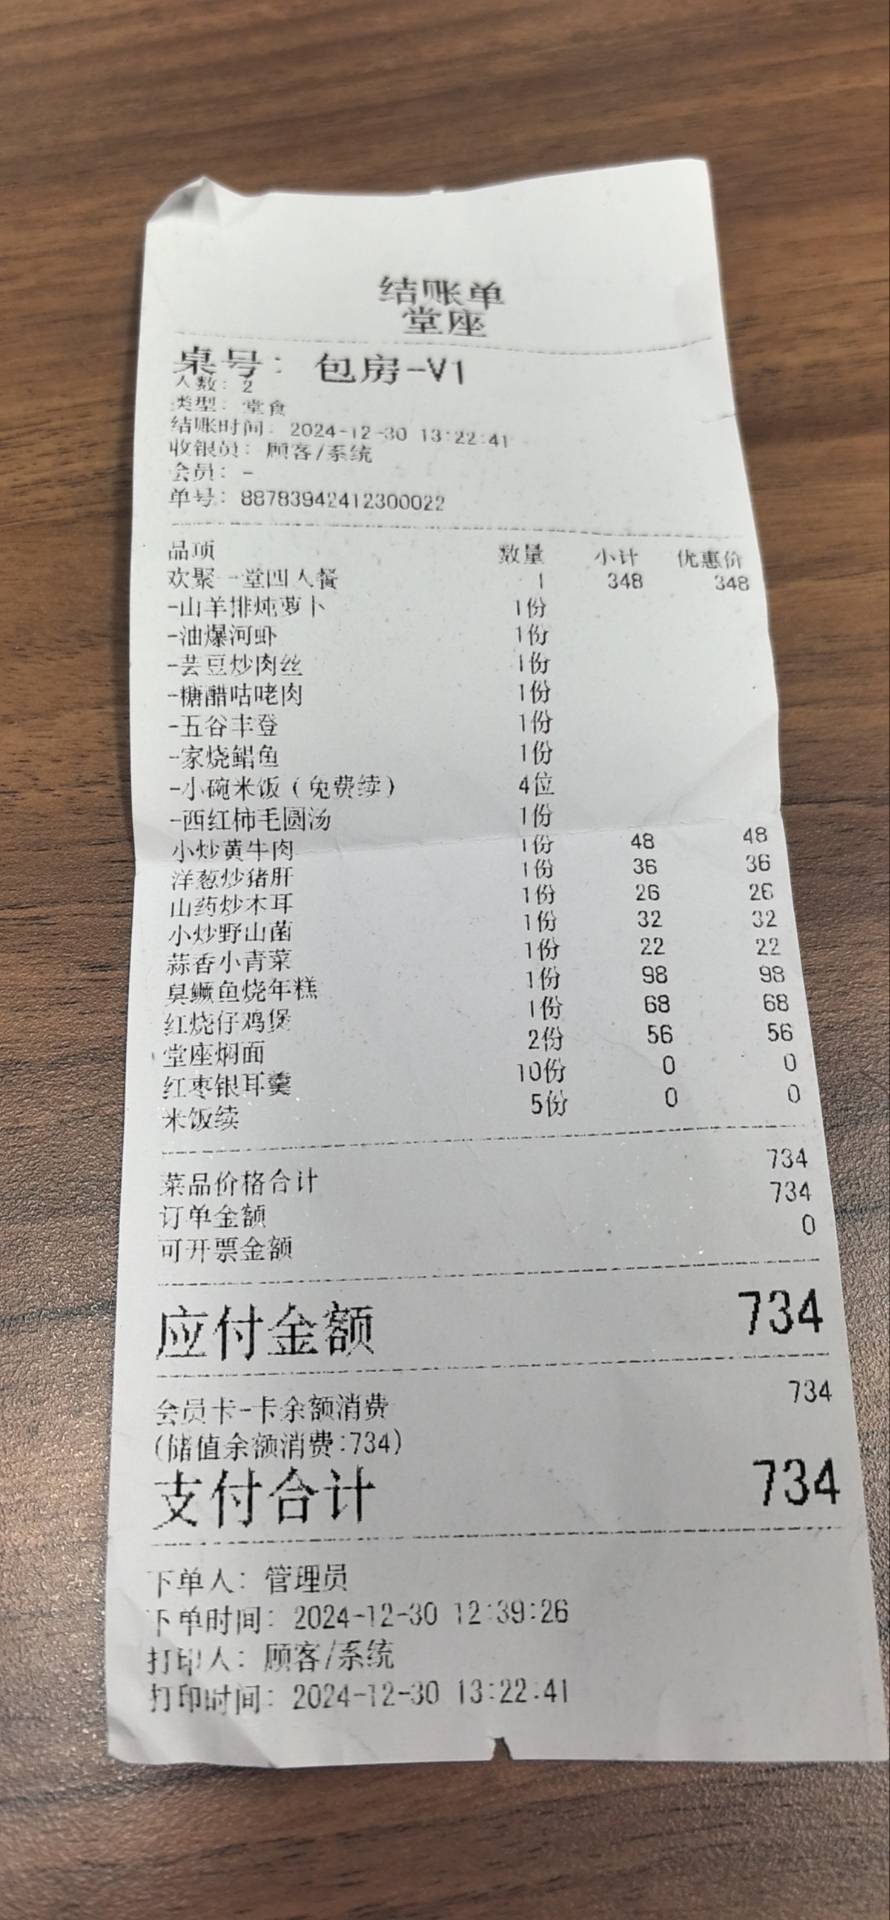 结账单
堂座
桌号: 包房-V1
人数: 2
类型: 堂食
结账时间: 2024-12-30 13:22:41
收银员: 顾客/系统
会员: -
单号: 88783942412300022
品项 数量 小计 优惠价
欢聚一堂四人餐 1 348 348
-山羊排炖萝卜 1份
-油爆河虾 1份
-芸豆炒肉丝 1份
-糖醋咕咾肉 1份
-五谷丰登 1份
-家烧鲳鱼 1份
-小碗米饭(免费续) 4位
-西红柿毛圆汤 1份
小炒黄牛肉 1份 48 48
洋葱炒猪肝 1份 36 36
山药炒木耳 1份 26 26
小炒野山菌 1份 32 32
蒜香小青菜 1份 22 22
臭鳜鱼烧年糕 1份 98 98
红烧仔鸡煲 1份 68 68
堂座焖面 2份 56 56
红枣银耳羹 10份 0 0
米饭续 5份 0 0
菜品价格合计 734
订单金额 734
可开票金额 0
应付金额 734
会员卡-卡余额消费 734
(储值余额消费:734)
支付合计 734
下单人: 管理员
下单时间: 2024-12-30 12:39:26
打印人: 顾客/系统
打印时间: 2024-12-30 13:22:41